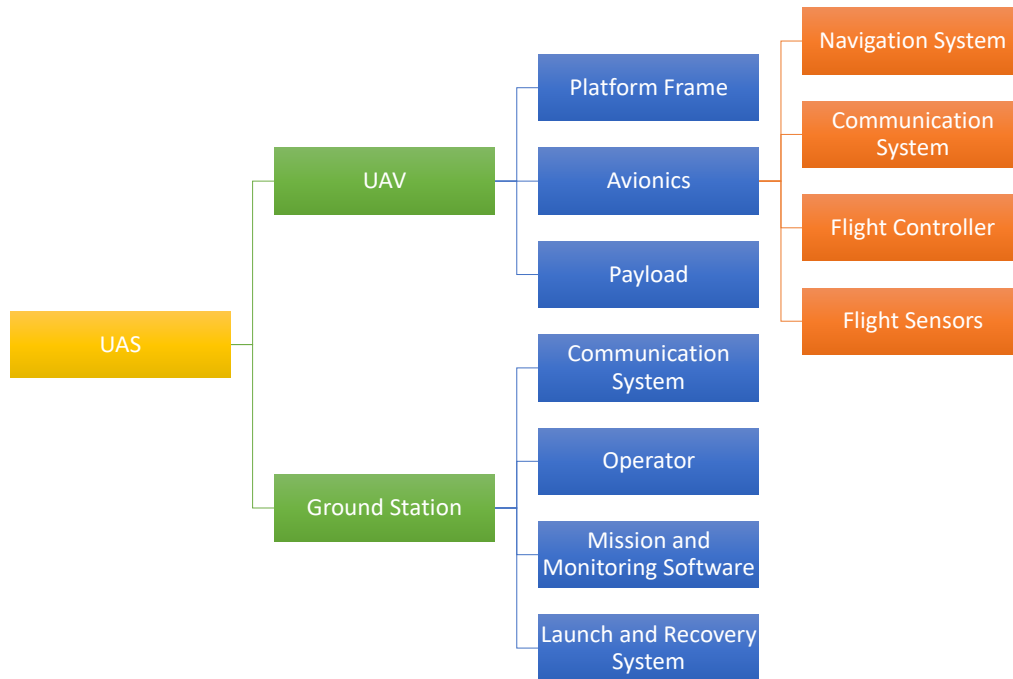 Navigation System
Platform Frame
Communication
System
UAV
Avionics
Flight Controller
Payload
Flight Sensors
UAS
Communication
System
Operator
Ground Station
Mission and
Monitoring Software
Launch and Recovery
System